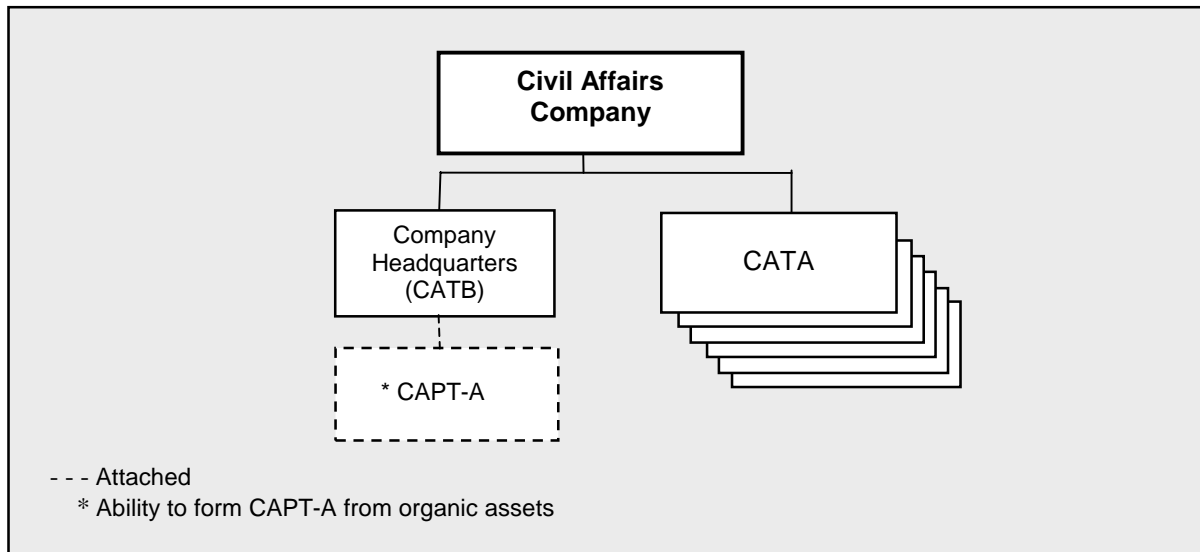 Civil Affairs
Company
Company
Headquarters
(CATB)
CATA
* CAPT-A
- - - Attached
* Ability to form CAPT-A from organic assets